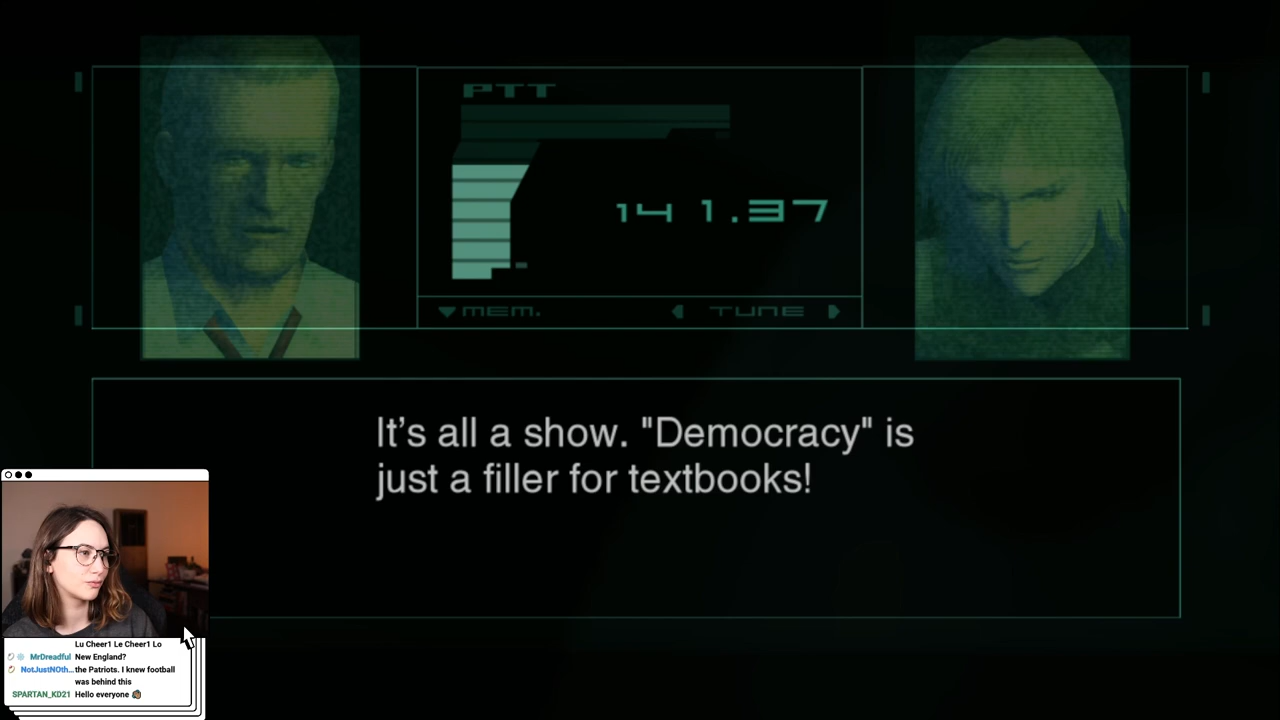 PTT
141.37
MEM.
TUNE
It's all a show. "Democracy" is
just a filler for textbooks!
Lu Cheer1 Le Cheer1 Lo
MrDreadful New England?
NotJustNOth... the Patriots. I knew football
was behind this
SPARTAN_KD21 Hello everyone